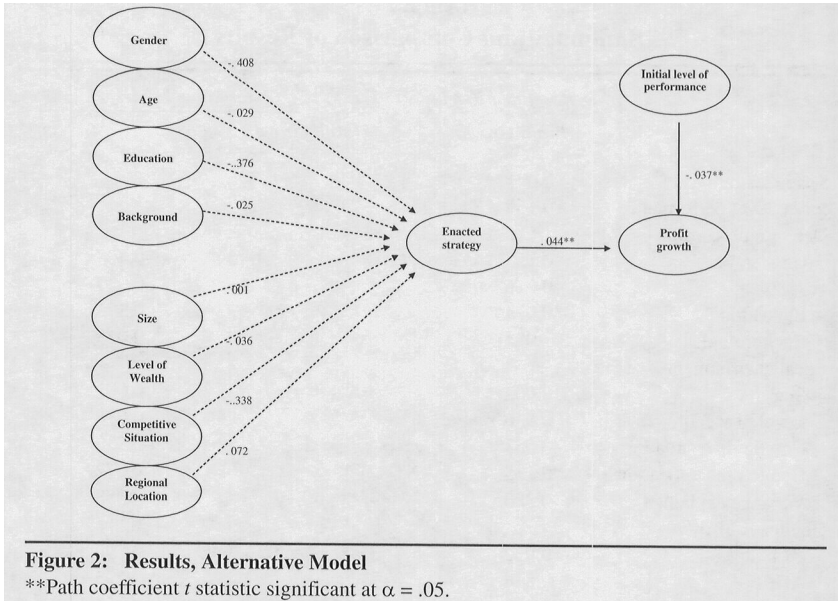 Gender
-. 408
Age
-. 029
Education
-..376
Background
-. 025
Size
. 001
Level of
Wealth
-. 036
Competitive
Situation
-..338
Regional
Location
. 072
Enacted
strategy
. 044**
Initial level of
performance
-. 037**
Profit
growth
Figure 2: Results, Alternative Model
**Path coefficient t statistic significant at α = .05.